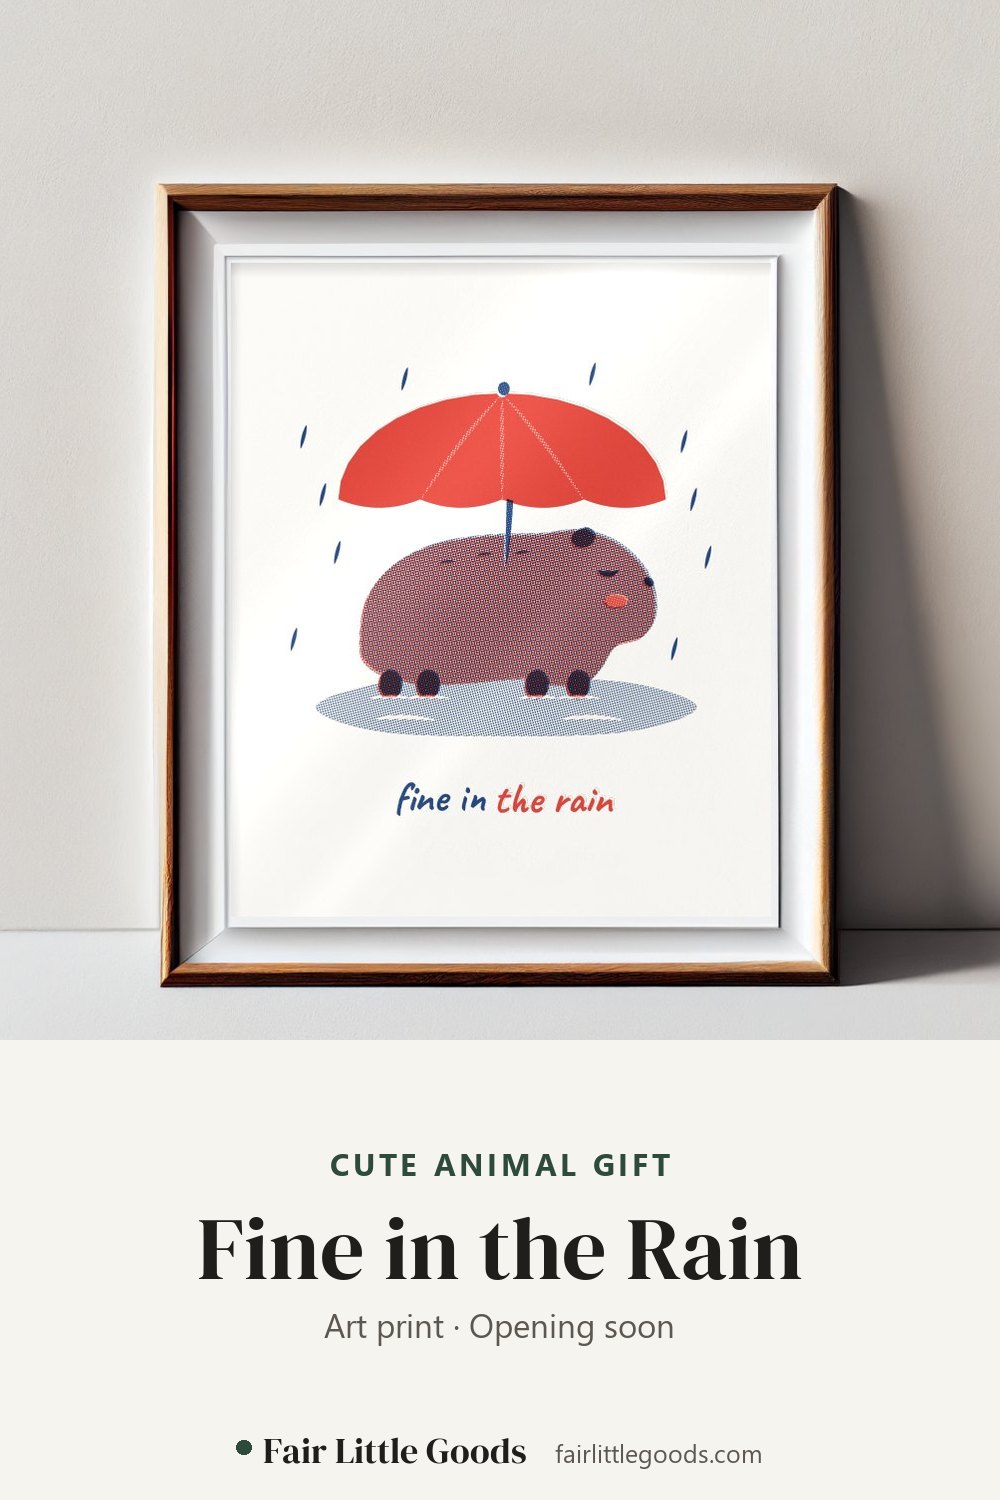 fine in the rain
CUTE ANIMAL GIFT
Fine in the Rain
Art print · Opening soon
Fair Little Goods fairlittlegoods.com